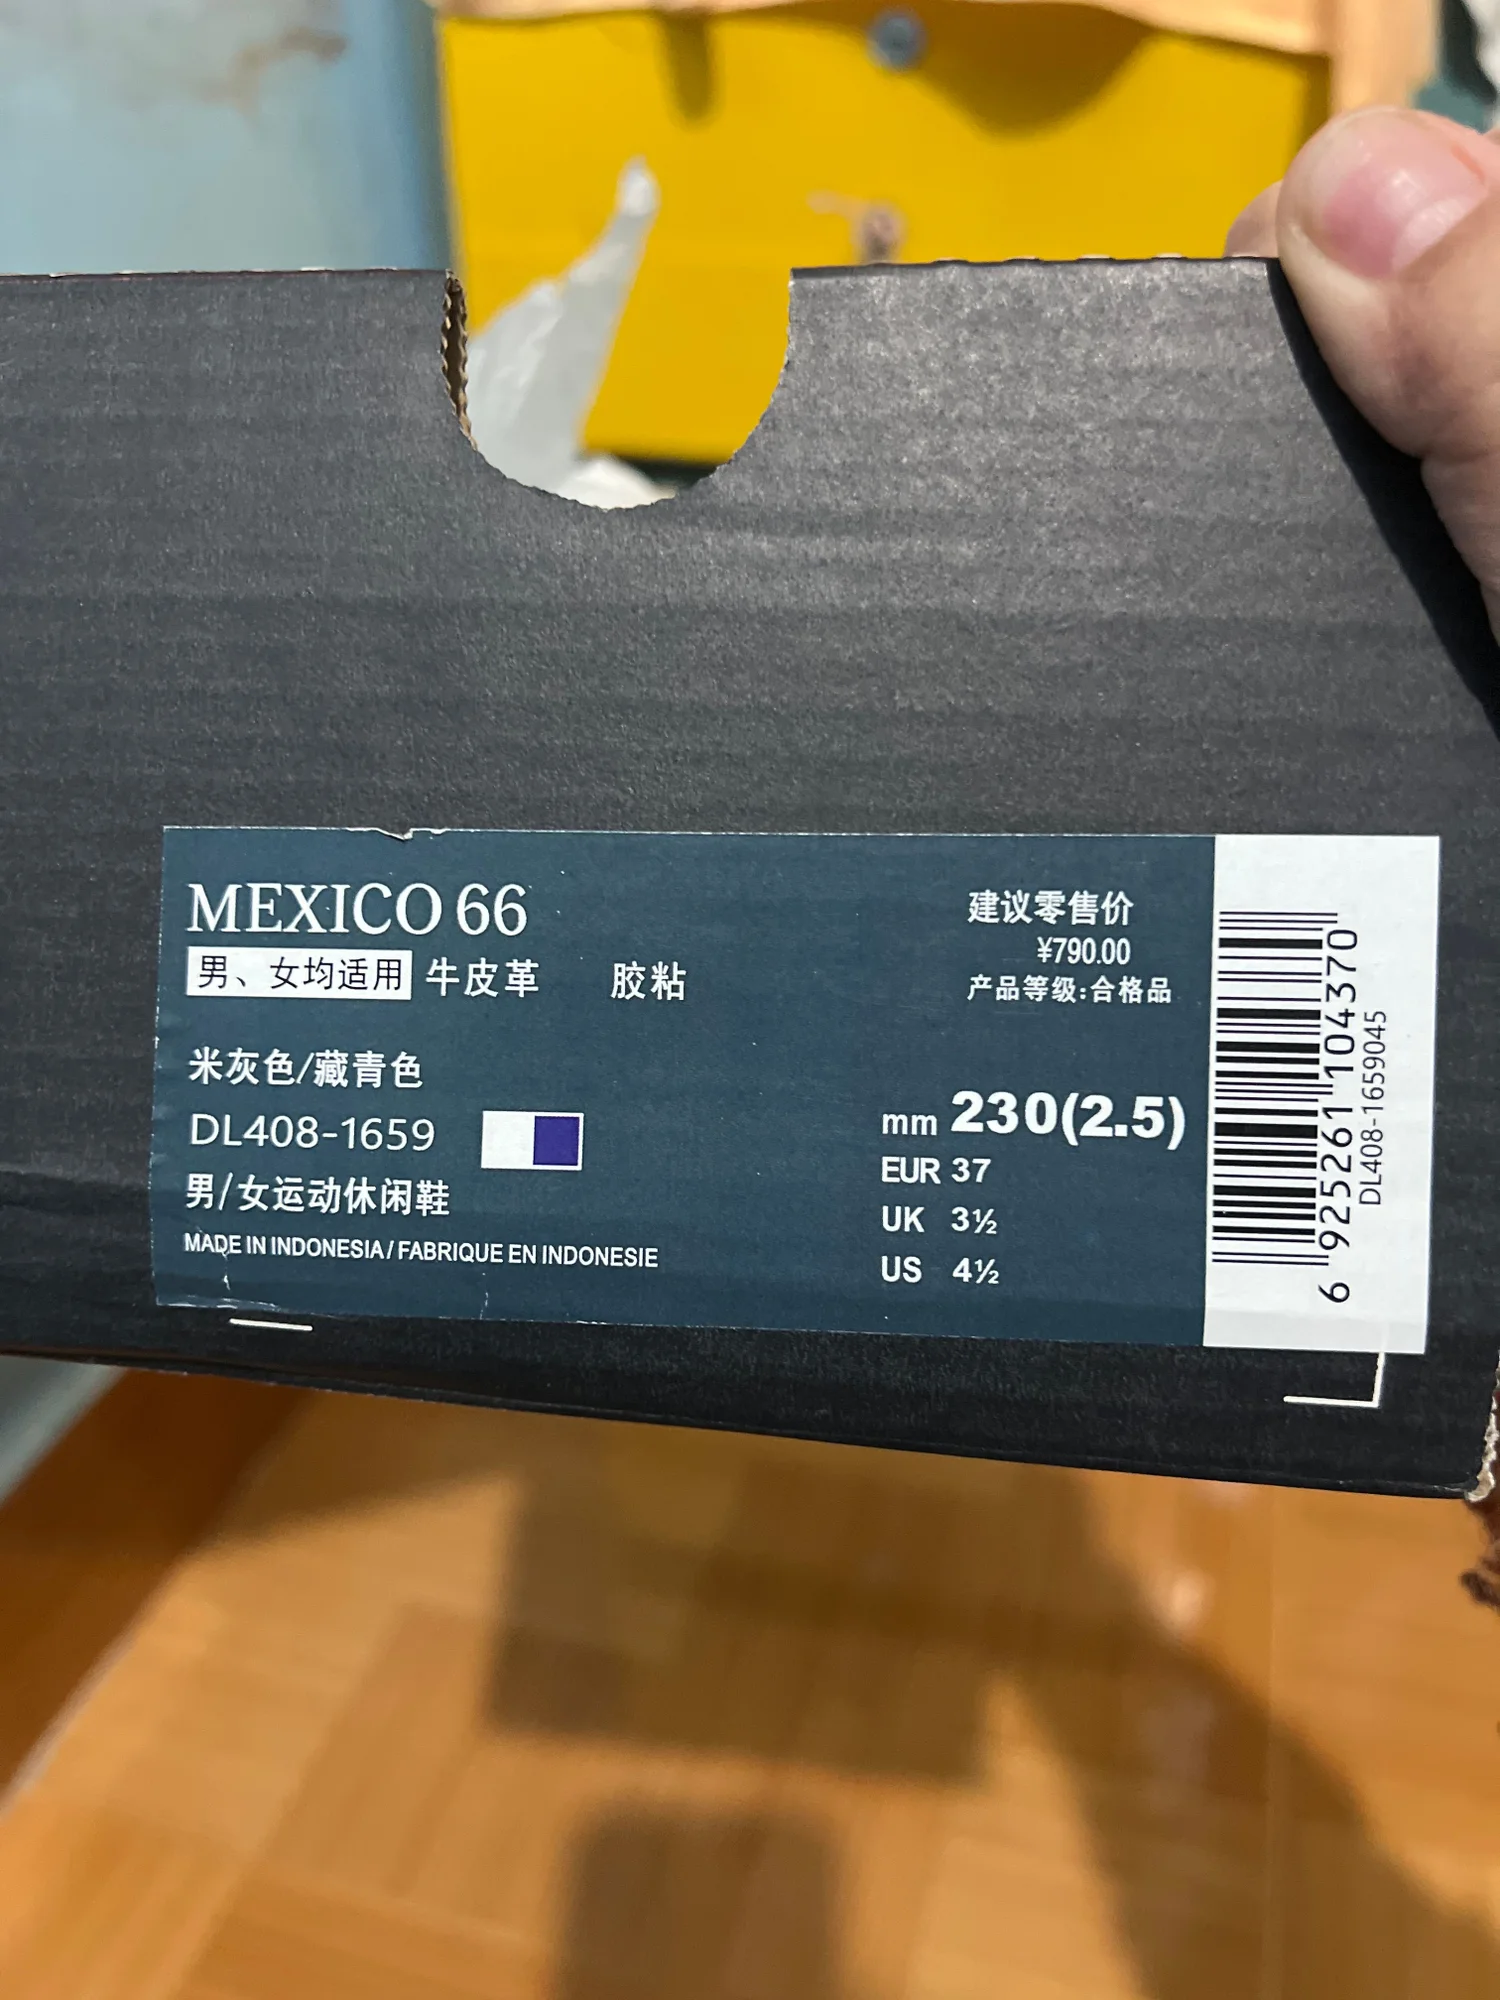 MEXICO 66
男、女均适用 牛皮革 胶粘
米灰色/藏青色
DL408-1659
男/女运动休闲鞋
MADE IN INDONESIA / FABRIQUE EN INDONESIE
建议零售价
¥790.00
产品等级:合格品
mm 230(2.5)
EUR 37
UK 3½
US 4½
6 925261 104370
DL408-1659045